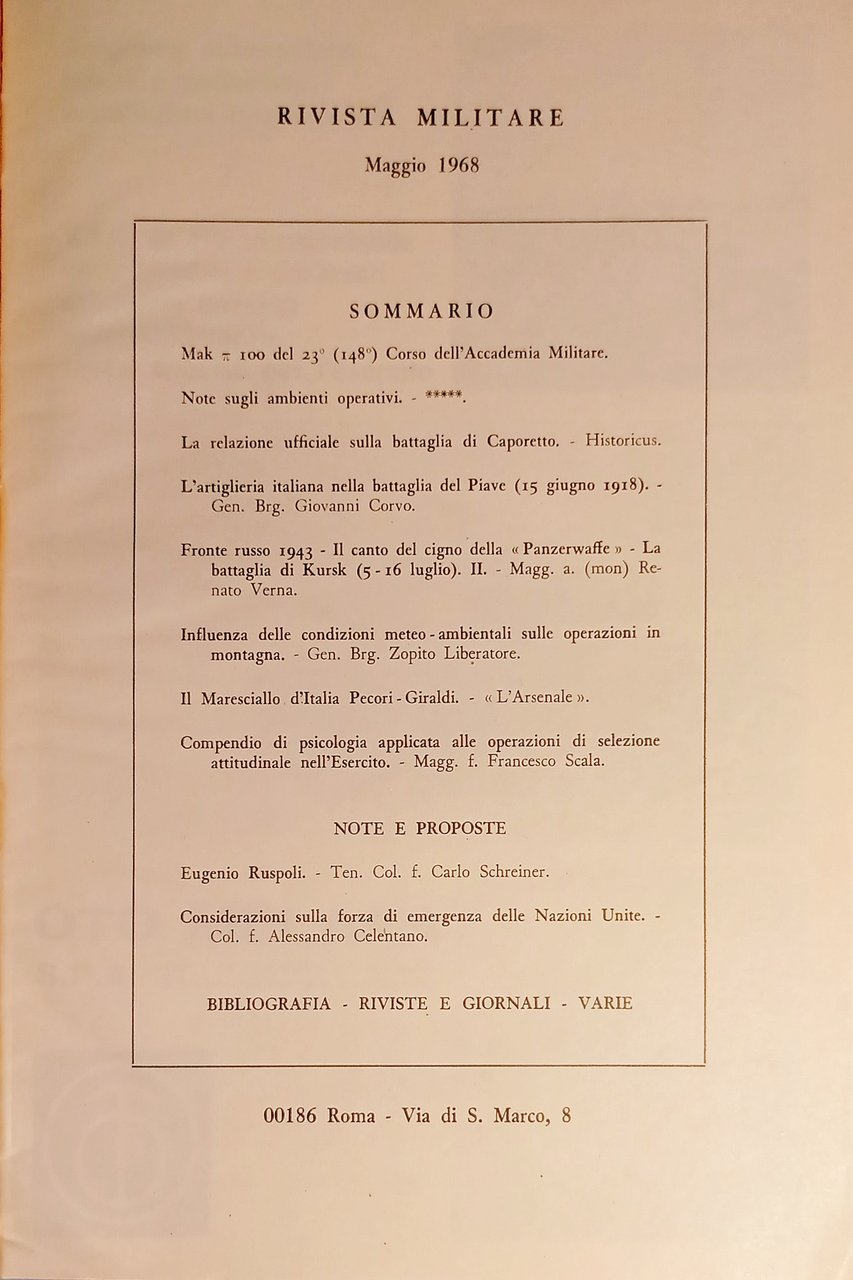 RIVISTA MILITARE
Maggio 1968
SOMMARIO
Mak π 100 del 23° (148°) Corso dell'Accademia Militare.
Note sugli ambienti operativi. - *****.
La relazione ufficiale sulla battaglia di Caporetto. - Historicus.
L'artiglieria italiana nella battaglia del Piave (15 giugno 1918). -
Gen. Brg. Giovanni Corvo.
Fronte russo 1943 - Il canto del cigno della « Panzerwaffe » - La
battaglia di Kursk (5 - 16 luglio). II. - Magg. a. (mon) Re-
nato Verna.
Influenza delle condizioni meteo - ambientali sulle operazioni in
montagna. - Gen. Brg. Zopito Liberatore.
Il Maresciallo d'Italia Pecori - Giraldi. - « L'Arsenale ».
Compendio di psicologia applicata alle operazioni di selezione
attitudinale nell'Esercito. - Magg. f. Francesco Scala.
NOTE E PROPOSTE
Eugenio Ruspoli. - Ten. Col. f. Carlo Schreiner.
Considerazioni sulla forza di emergenza delle Nazioni Unite. -
Col. f. Alessandro Celentano.
BIBLIOGRAFIA - RIVISTE E GIORNALI - VARIE
00186 Roma - Via di S. Marco, 8